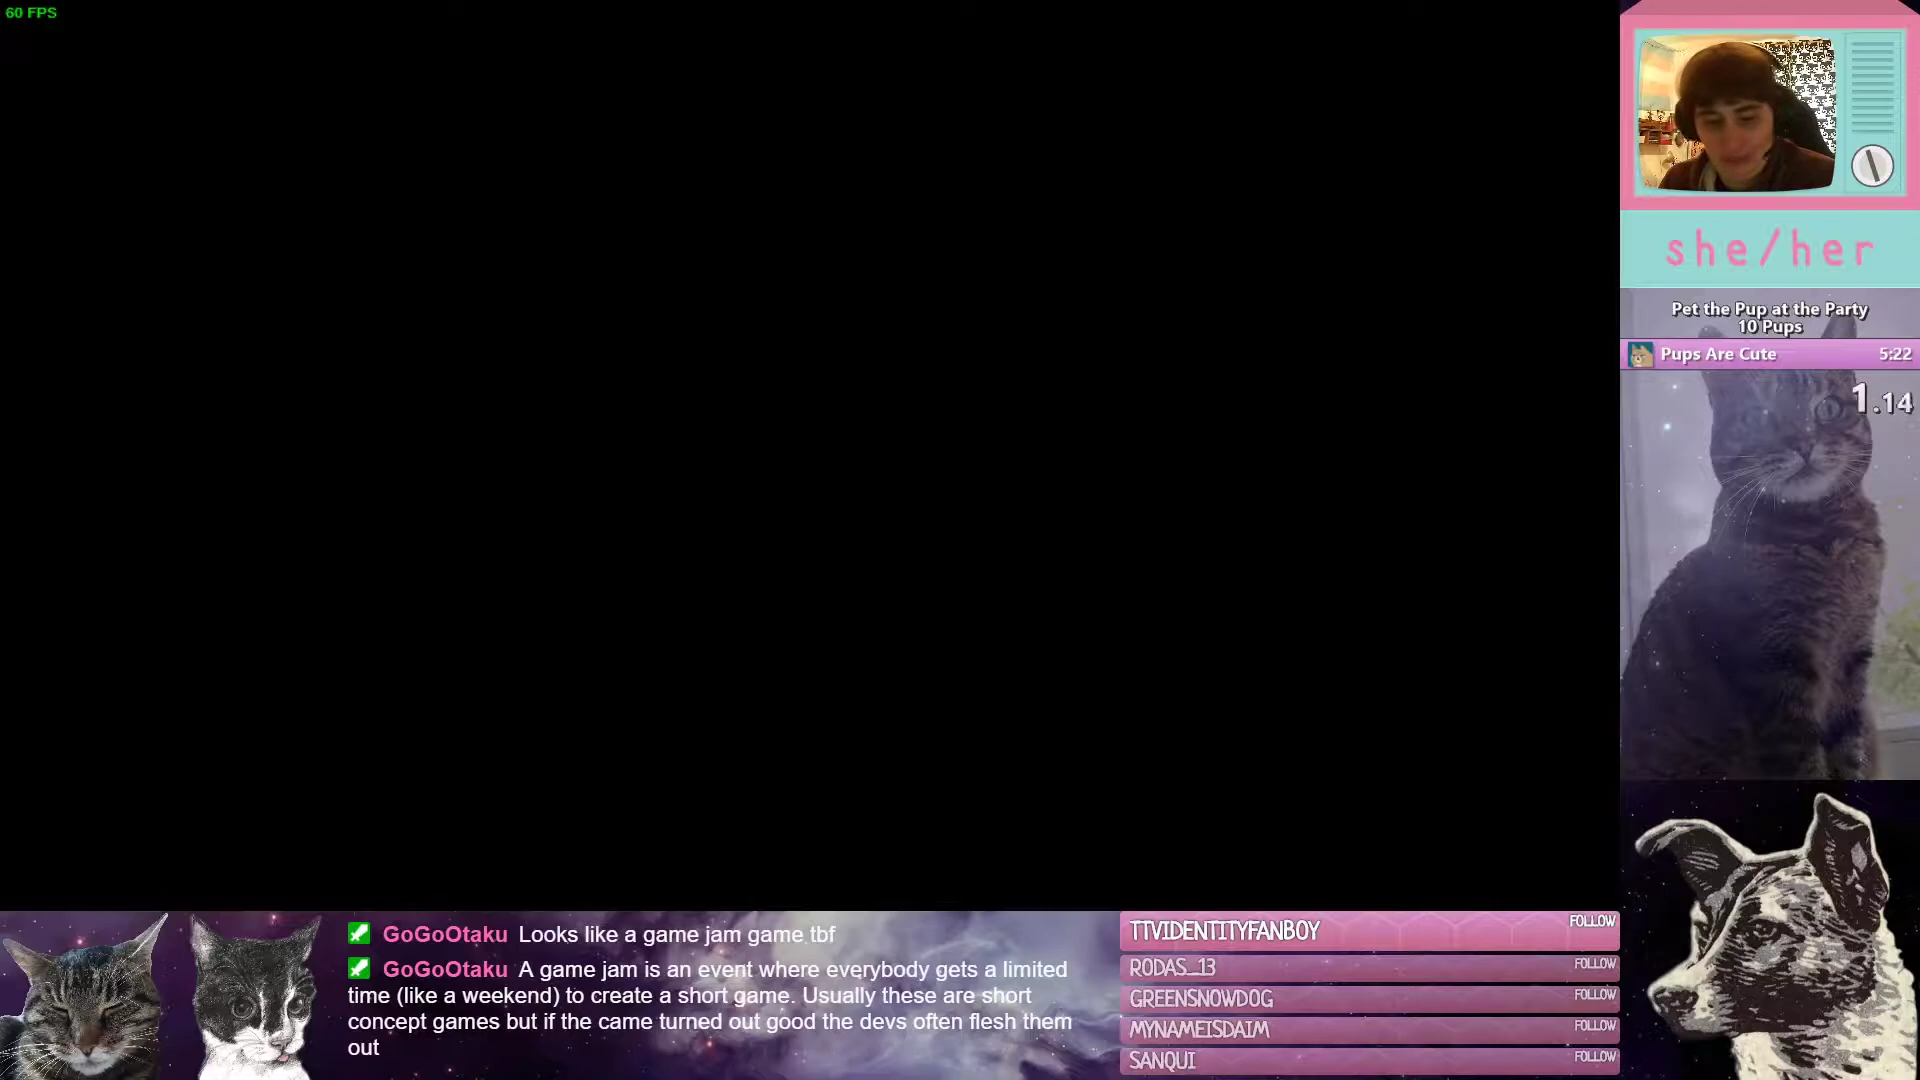 60 FPS
she/her
Pet the Pup at the Party
10 Pups
Pups Are Cute 5:22
1.14
GoGoOtaku Looks like a game jam game tbf
GoGoOtaku A game jam is an event where everybody gets a limited
time (like a weekend) to create a short game. Usually these are short
concept games but if the came turned out good the devs often flesh them
out
TTVIDENTITYFANBOY FOLLOW
RODAS_13 FOLLOW
GREENSNOWDOG FOLLOW
MYNAMEISDAIM FOLLOW
SANQUI FOLLOW